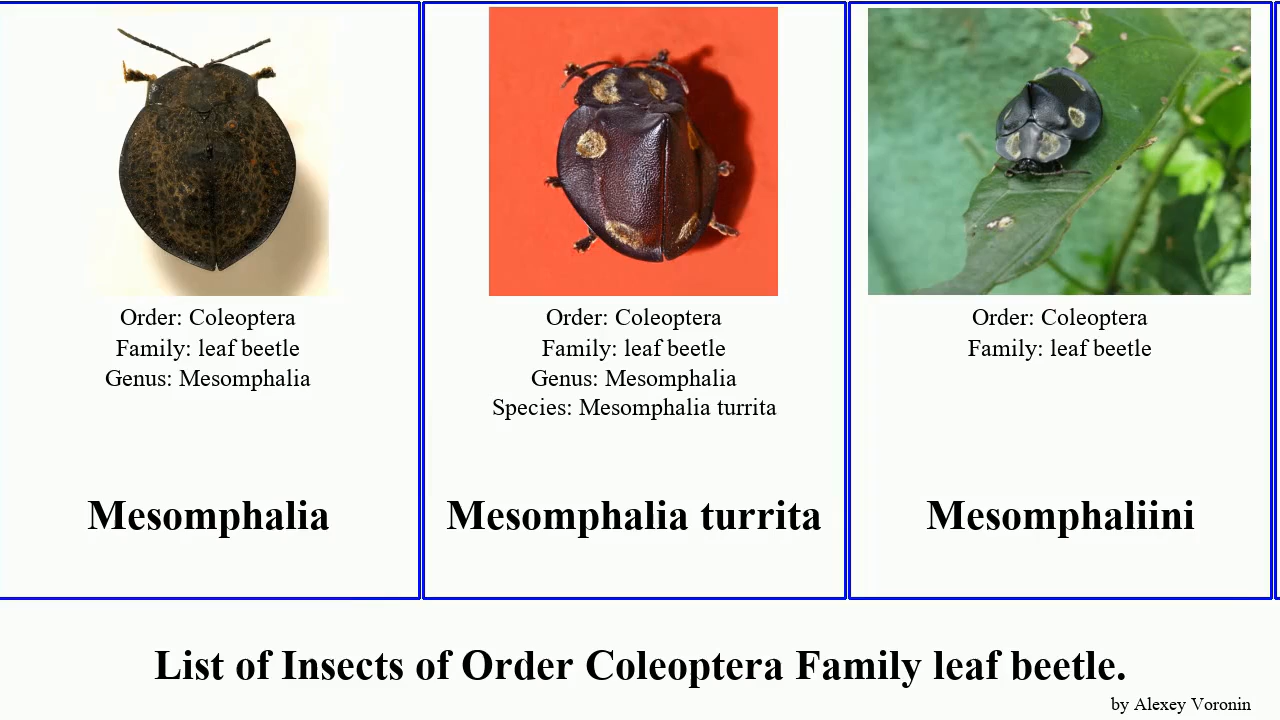 Order: Coleoptera
Family: leaf beetle
Genus: Mesomphalia
Mesomphalia
Order: Coleoptera
Family: leaf beetle
Genus: Mesomphalia
Species: Mesomphalia turrita
Mesomphalia turrita
Order: Coleoptera
Family: leaf beetle
Mesomphaliini
List of Insects of Order Coleoptera Family leaf beetle.
by Alexey Voronin